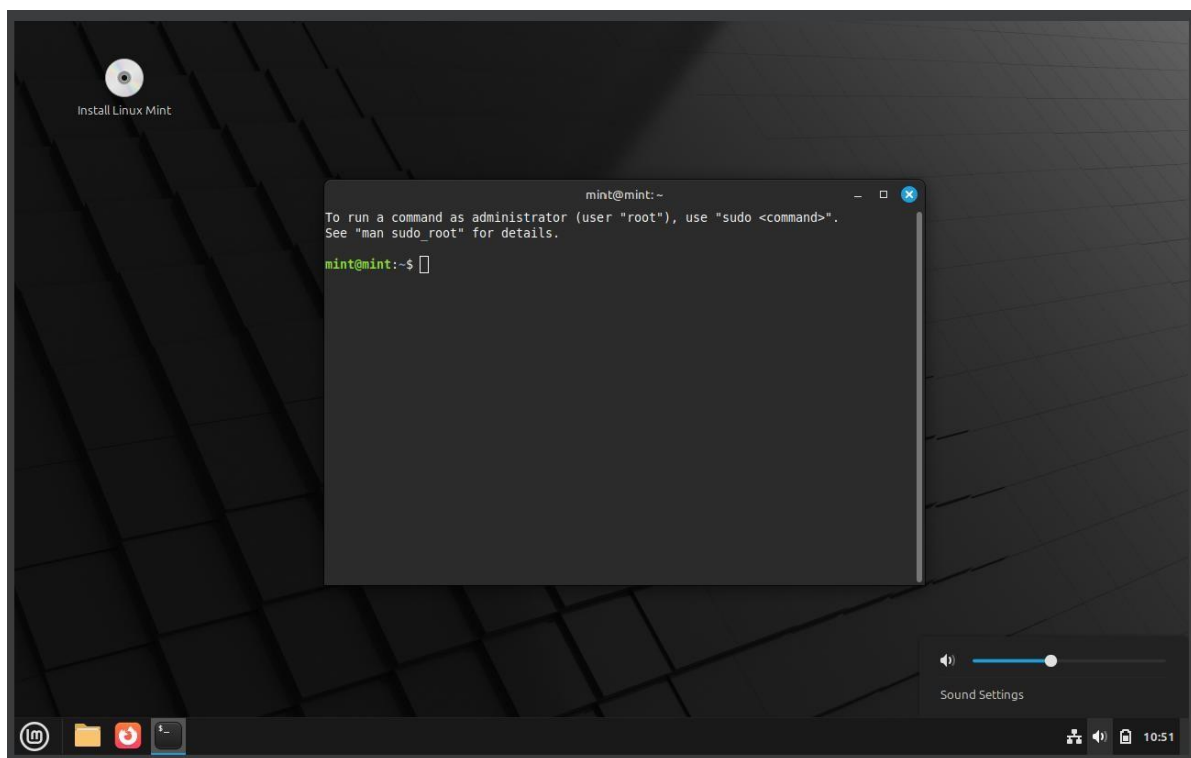 Install Linux Mint
mint@mint: ~
To run a command as administrator (user "root"), use "sudo <command>".
See "man sudo_root" for details.
mint@mint:~$
Sound Settings
lm
$_
10:51